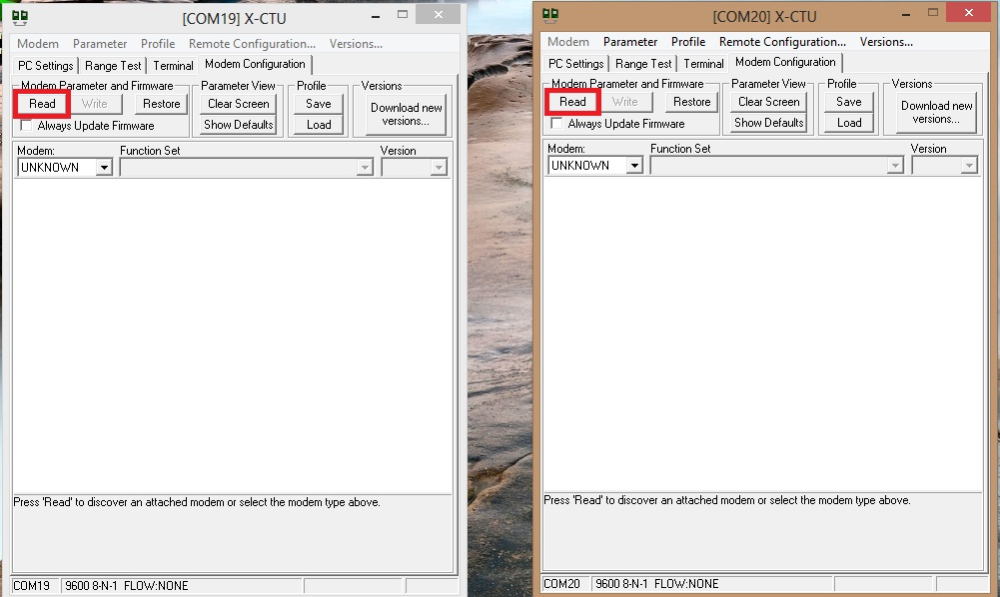 [COM19] X-CTU
Modem Parameter Profile Remote Configuration... Versions...
PC Settings Range Test Terminal Modem Configuration
Modem Parameter and Firmware Parameter View Profile Versions
Read Write Restore Clear Screen Save Download new versions...
Always Update Firmware Show Defaults Load
Modem: Function Set Version
UNKNOWN
Press 'Read' to discover an attached modem or select the modem type above.
COM19 9600 8-N-1 FLOW:NONE
[COM20] X-CTU
Modem Parameter Profile Remote Configuration... Versions...
PC Settings Range Test Terminal Modem Configuration
Modem Parameter and Firmware Parameter View Profile Versions
Read Write Restore Clear Screen Save Download new versions...
Always Update Firmware Show Defaults Load
Modem: Function Set Version
UNKNOWN
Press 'Read' to discover an attached modem or select the modem type above.
COM20 9600 8-N-1 FLOW:NONE